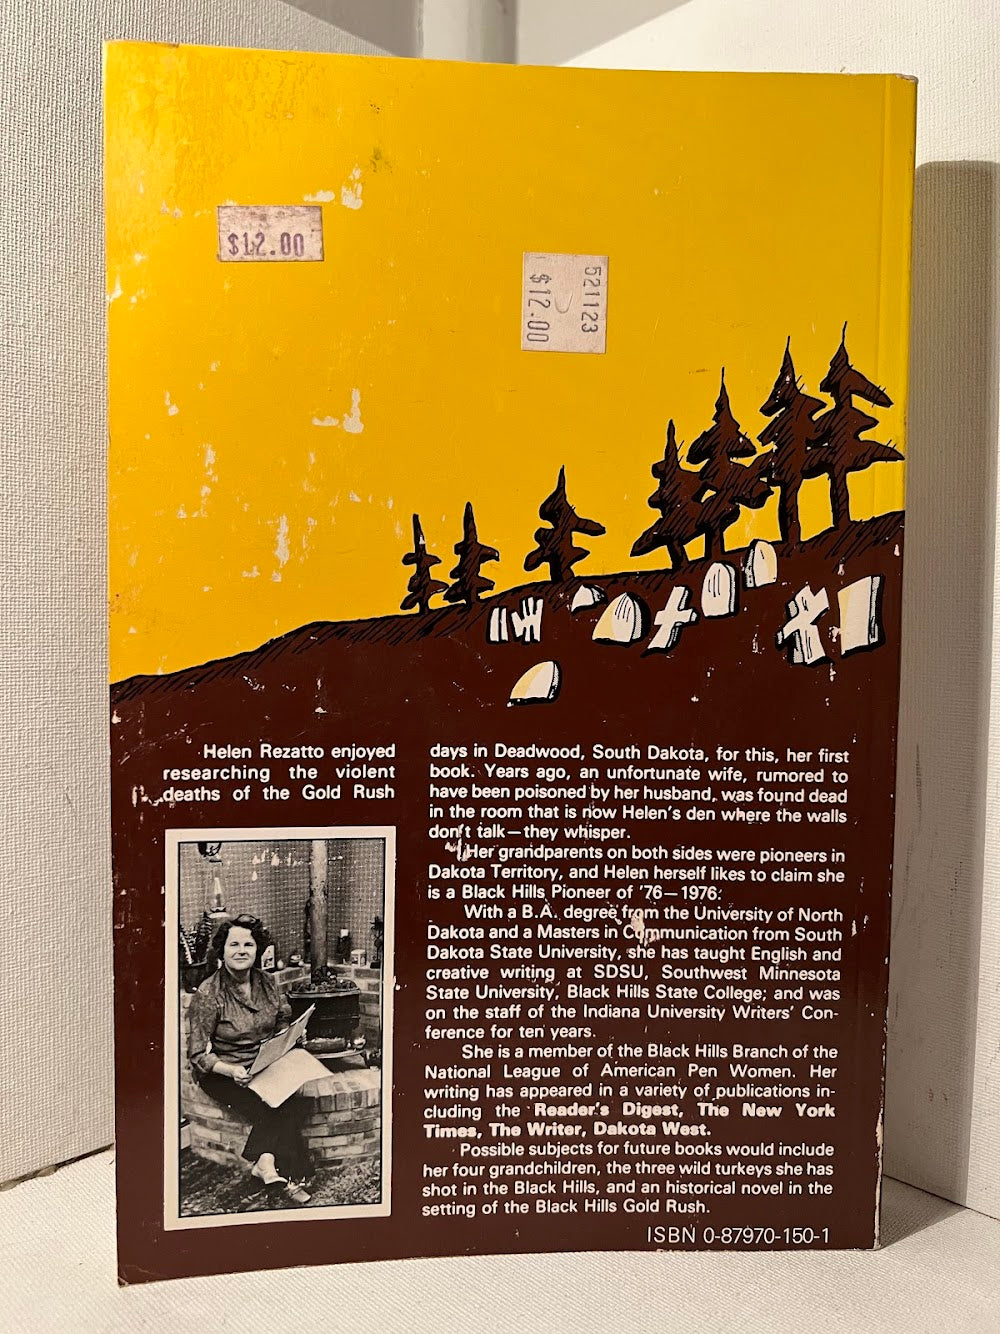 $12.00
521123
$12.00
Helen Rezatto enjoyed
researching the violent
deaths of the Gold Rush
days in Deadwood, South Dakota, for this, her first
book. Years ago, an unfortunate wife, rumored to
have been poisoned by her husband, was found dead
in the room that is now Helen's den where the walls
don't talk—they whisper.
Her grandparents on both sides were pioneers in
Dakota Territory, and Helen herself likes to claim she
is a Black Hills Pioneer of '76—1976.
With a B.A. degree from the University of North
Dakota and a Masters in Communication from South
Dakota State University, she has taught English and
creative writing at SDSU, Southwest Minnesota
State University, Black Hills State College; and was
on the staff of the Indiana University Writers' Con-
ference for ten years.
She is a member of the Black Hills Branch of the
National League of American Pen Women. Her
writing has appeared in a variety of publications in-
cluding the Reader's Digest, The New York
Times, The Writer, Dakota West.
Possible subjects for future books would include
her four grandchildren, the three wild turkeys she has
shot in the Black Hills, and an historical novel in the
setting of the Black Hills Gold Rush.
ISBN 0-87970-150-1